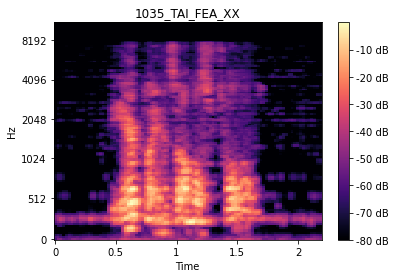 1035_TAI_FEA_XX
8192
4096
2048
1024
512
0
Hz
0
0.5
1
1.5
2
Time
-10 dB
-20 dB
-30 dB
-40 dB
-50 dB
-60 dB
-70 dB
-80 dB